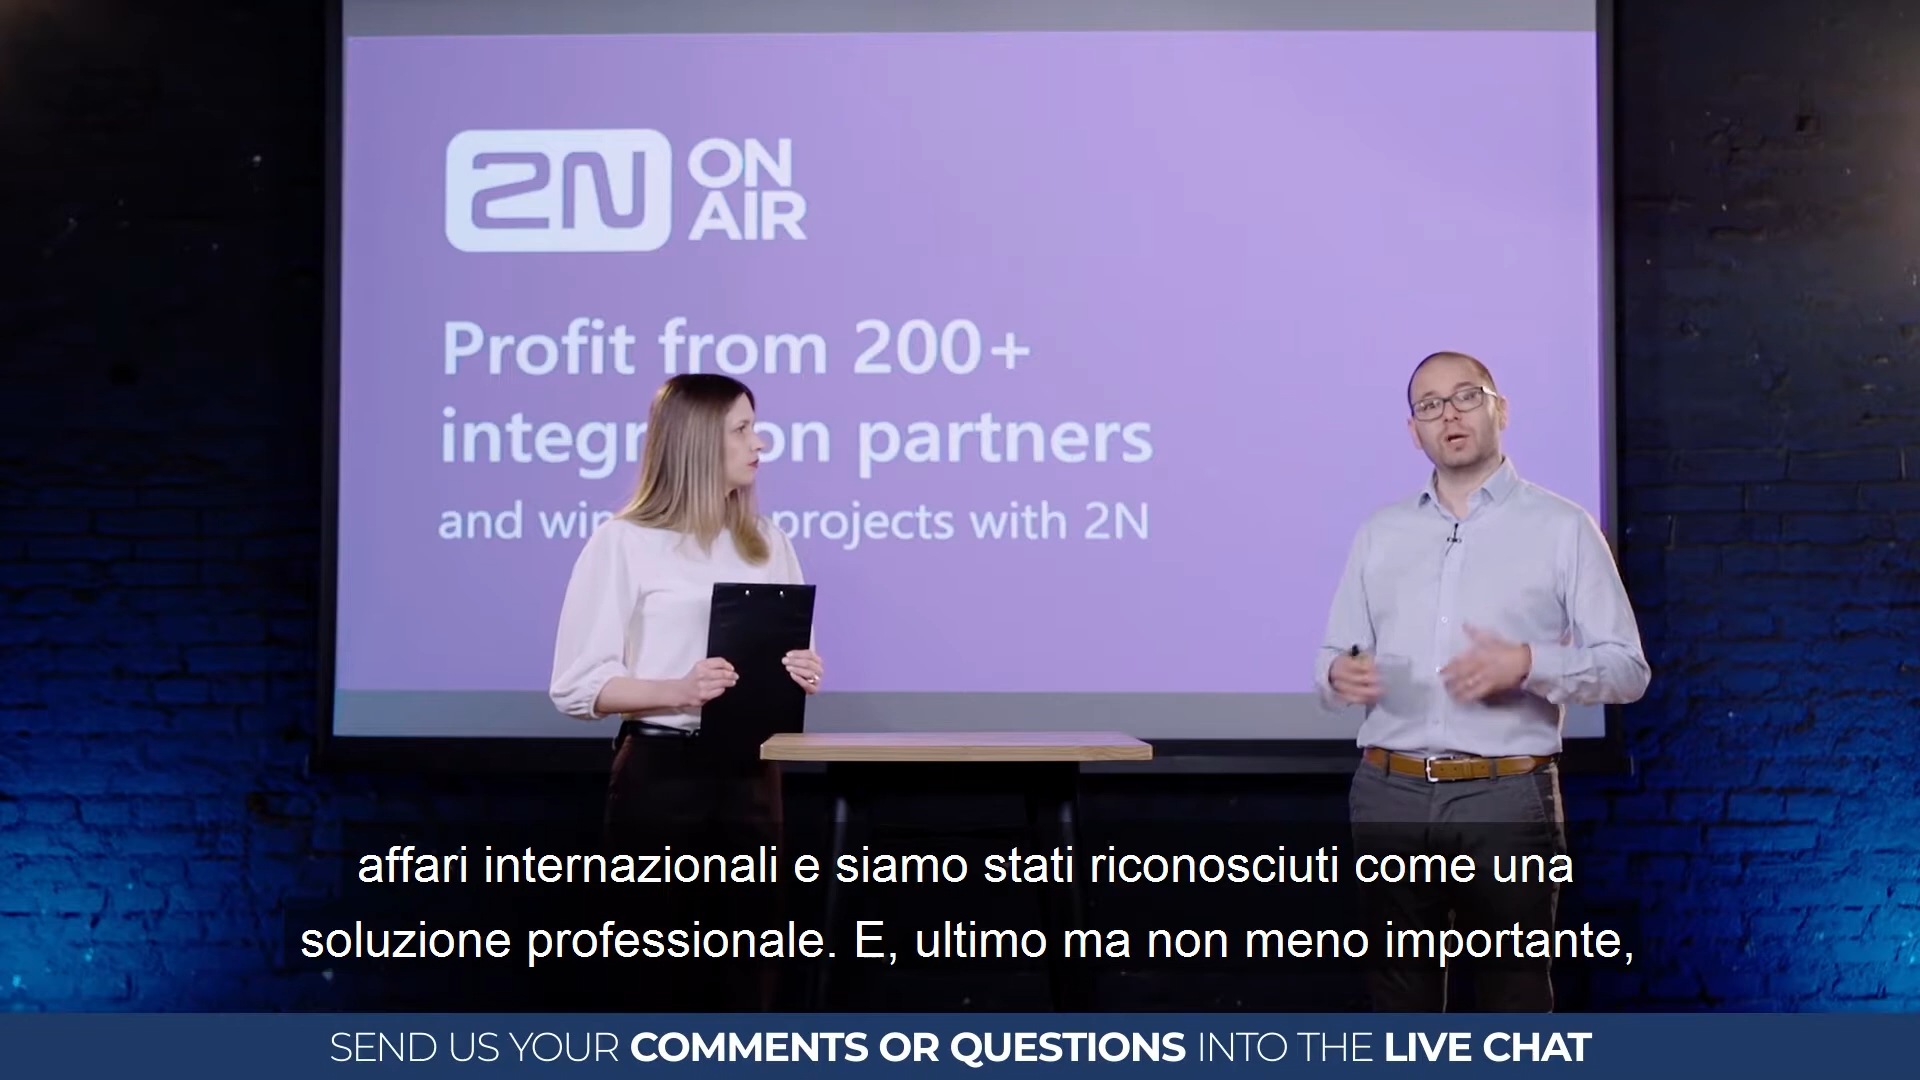 2N ON
AIR
Profit from 200+
integr on partners
and projects with 2N
affari internazionali e siamo stati riconosciuti come una
soluzione professionale. E, ultimo ma non meno importante,
SEND US YOUR COMMENTS OR QUESTIONS INTO THE LIVE CHAT